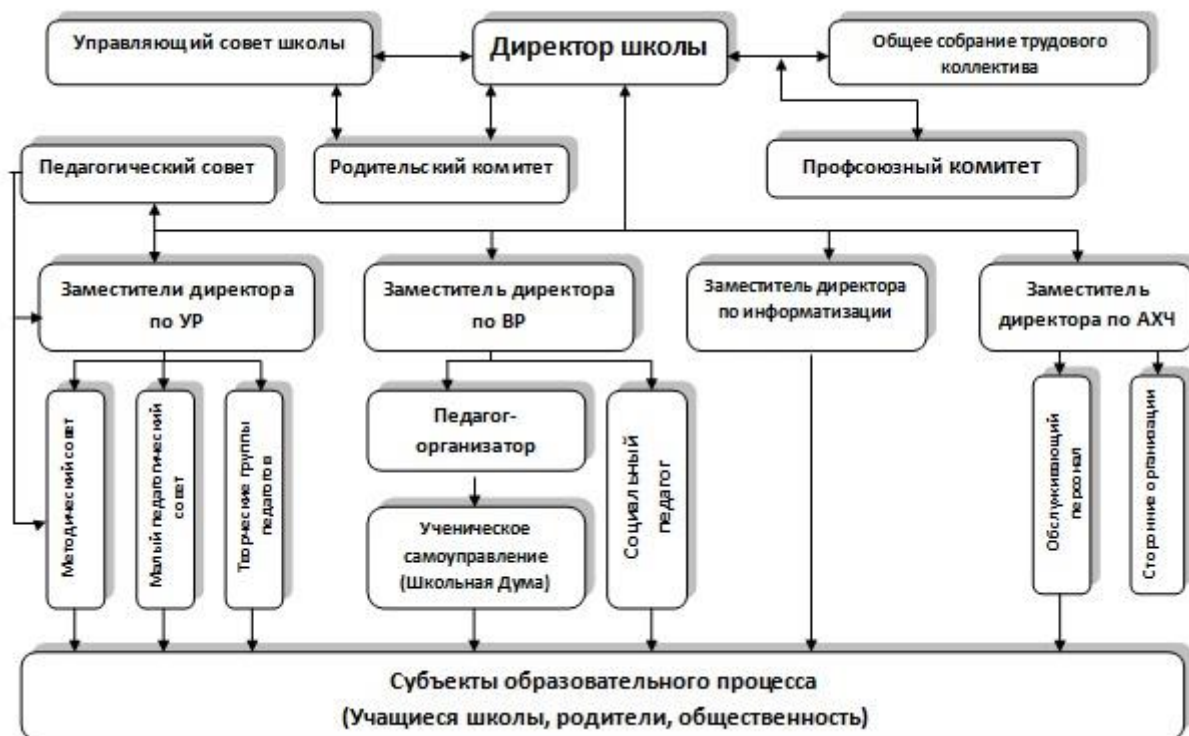 Управляющий совет школы
Директор школы
Общее собрание трудового
коллектива
Педагогический совет
Родительский комитет
Профсоюзный комитет
Заместители директора
по УР
Заместитель директора
по ВР
Заместитель директора
по информатизации
Заместитель
директора по АХЧ
Методический совет
Малый педагогический
совет
Творческие группы
педагогов
Педагог-
организатор
Ученическое
самоуправление
(Школьная Дума)
Социальный
педагог
Обслуживающий
персонал
Сторонние организации
Субъекты образовательного процесса
(Учащиеся школы, родители, общественность)